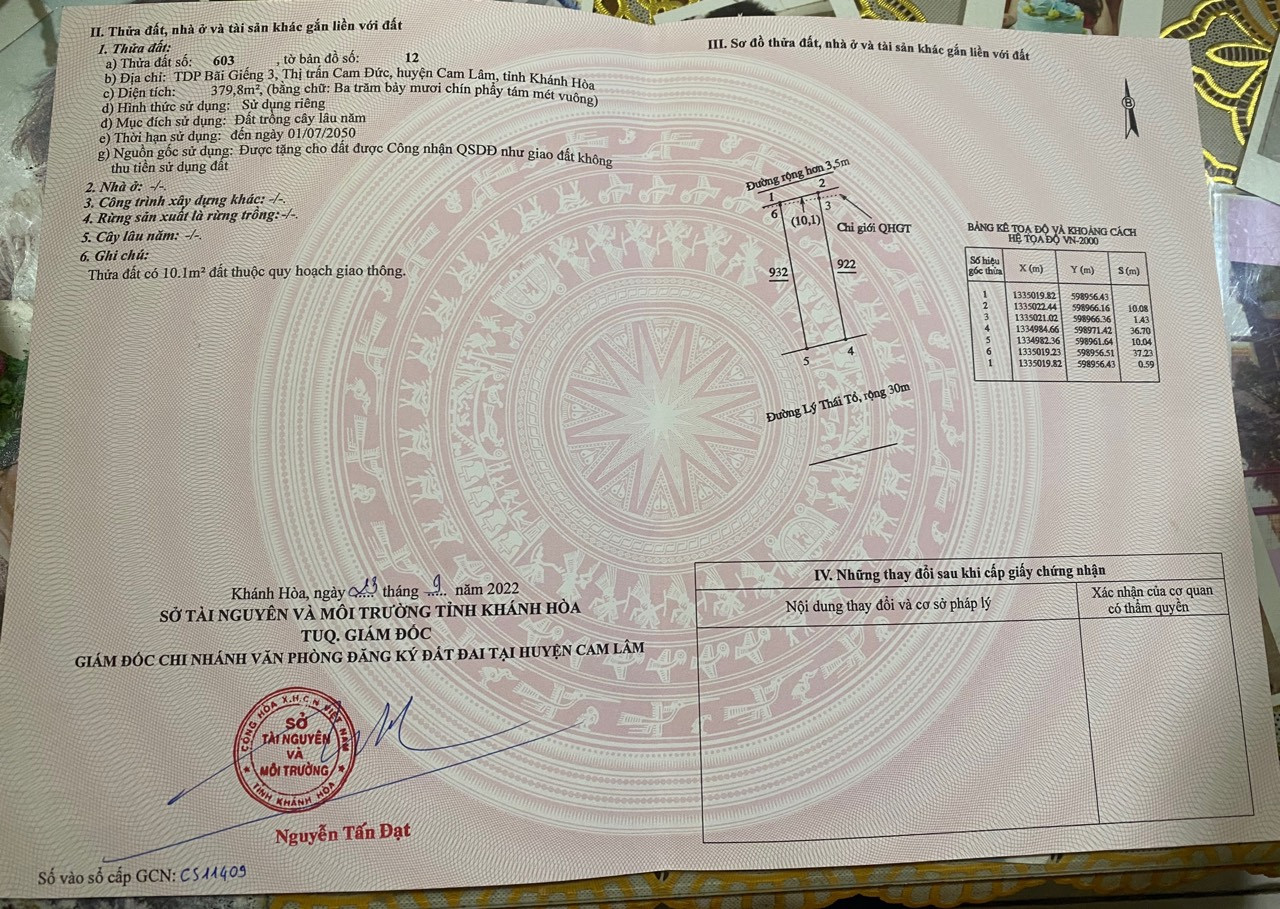 II. Thửa đất, nhà ở và tài sản khác gắn liền với đất
1. Thửa đất:
a) Thửa đất số: 603 , tờ bản đồ số: 12
b) Địa chỉ: TDP Bãi Giếng 3, Thị trấn Cam Đức, huyện Cam Lâm, tỉnh Khánh Hòa
c) Diện tích: 379,8m², (bằng chữ: Ba trăm bảy mươi chín phẩy tám mét vuông)
d) Hình thức sử dụng: Sử dụng riêng
đ) Mục đích sử dụng: Đất trồng cây lâu năm
e) Thời hạn sử dụng: đến ngày 01/07/2050
g) Nguồn gốc sử dụng: Được tặng cho đất được Công nhận QSDĐ như giao đất không
thu tiền sử dụng đất
2. Nhà ở: -/-.
3. Công trình xây dựng khác: -/-.
4. Rừng sản xuất là rừng trồng:-/-.
5. Cây lâu năm: -/-.
6. Ghi chú:
Thửa đất có 10.1m² đất thuộc quy hoạch giao thông.
Khánh Hòa, ngày 23 tháng 9 năm 2022
SỞ TÀI NGUYÊN VÀ MÔI TRƯỜNG TỈNH KHÁNH HÒA
TUQ. GIÁM ĐỐC
GIÁM ĐỐC CHI NHÁNH VĂN PHÒNG ĐĂNG KÝ ĐẤT ĐAI TẠI HUYỆN CAM LÂM
CỘNG HÒA X.H.C.N VIỆT NAM
SỞ
TÀI NGUYÊN
VÀ
MÔI TRƯỜNG
TỈNH KHÁNH HÒA
Nguyễn Tấn Đạt
Số vào sổ cấp GCN: CS11409
III. Sơ đồ thửa đất, nhà ở và tài sản khác gắn liền với đất
B
Đường rộng hơn 3,5m
1 2
6 (10,1) 3
Chỉ giới QHGT
932 922
5 4
Đường Lý Thái Tổ, rộng 30m
BẢNG KÊ TỌA ĐỘ VÀ KHOẢNG CÁCH
HỆ TỌA ĐỘ VN-2000
Số hiệu góc thửa X (m) Y (m) S (m)
1 1335019.82 598956.43
2 1335022.44 598966.16 10.08
3 1335021.02 598966.36 1.43
4 1334984.66 598971.42 36.70
5 1334982.36 598961.64 10.04
6 1335019.23 598956.51 37.23
1 1335019.82 598956.43 0.59
IV. Những thay đổi sau khi cấp giấy chứng nhận
Nội dung thay đổi và cơ sở pháp lý
Xác nhận của cơ quan
có thẩm quyền